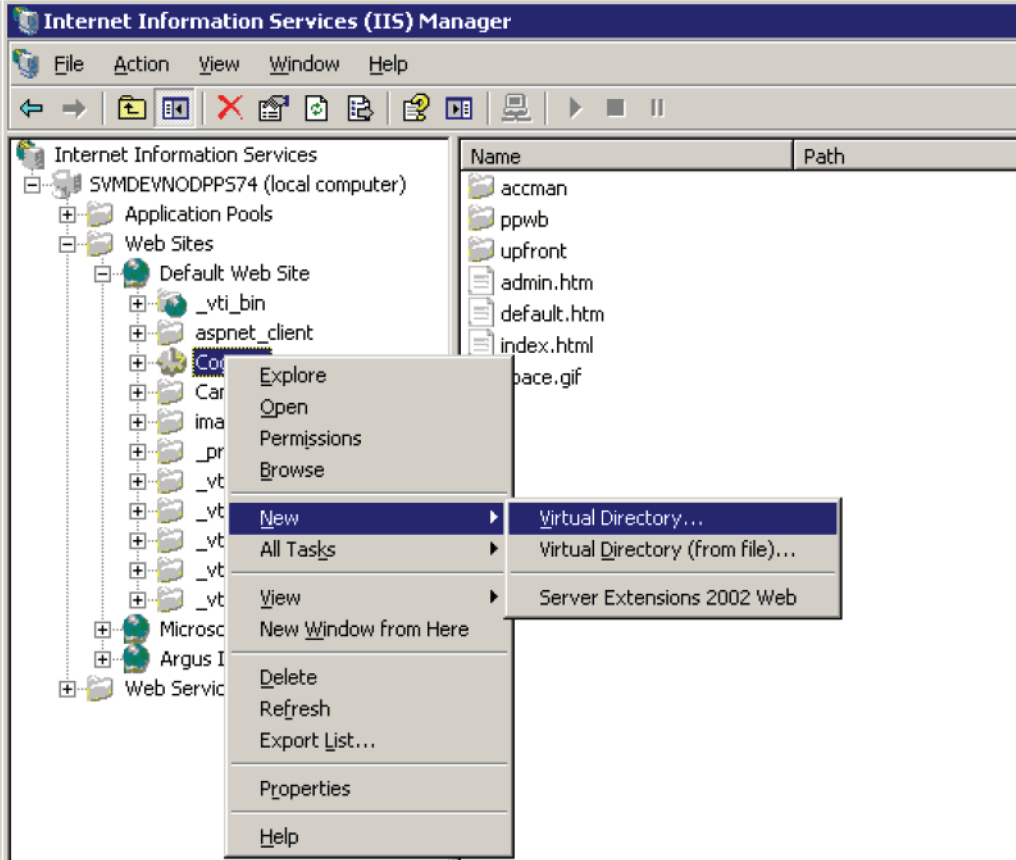 Internet Information Services (IIS) Manager
File Action View Window Help
Internet Information Services
SVMDEVNODPPS74 (local computer)
Application Pools
Web Sites
Default Web Site
_vti_bin
aspnet_client
Name Path
accman
ppwb
upfront
admin.htm
default.htm
index.html
Explore
Open
Permissions
Browse
New
All Tasks
View
New Window from Here
Delete
Refresh
Export List...
Properties
Help
Virtual Directory...
Virtual Directory (from file)...
Server Extensions 2002 Web